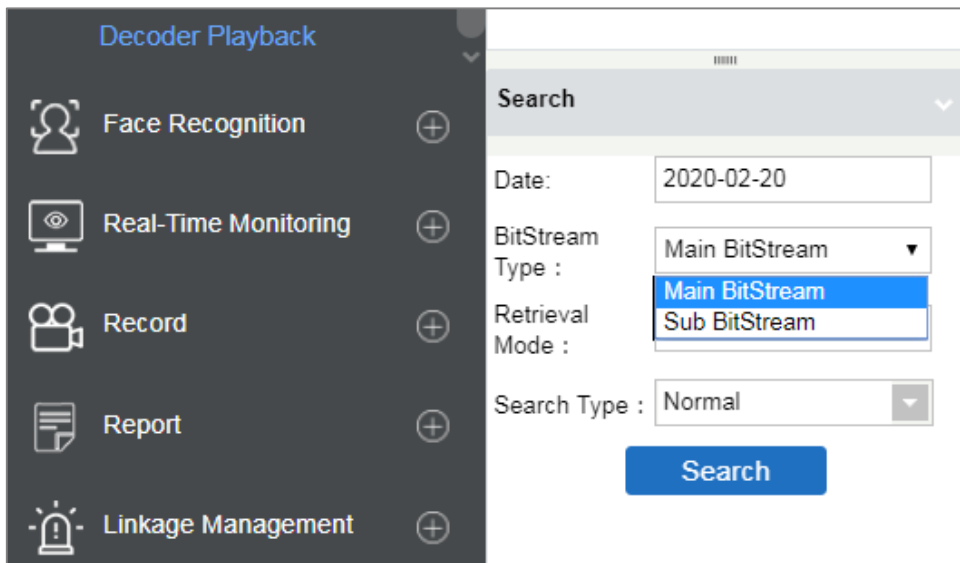 Decoder Playback
Face Recognition
Real-Time Monitoring
Record
Report
Linkage Management
Search
Date:
2020-02-20
BitStream
Type :
Main BitStream
Main BitStream
Sub BitStream
Retrieval
Mode :
Search Type :
Normal
Search